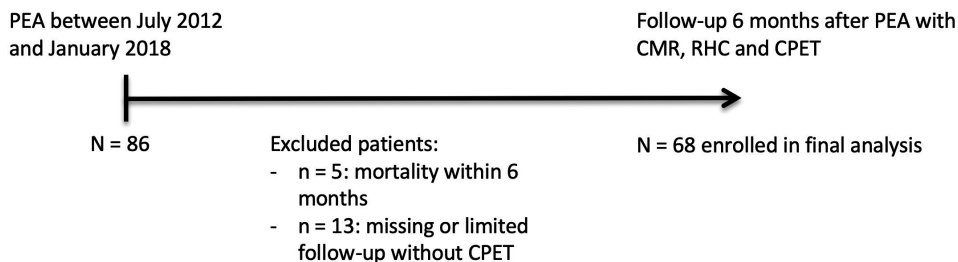 PEA between July 2012
and January 2018
Follow-up 6 months after PEA with
CMR, RHC and CPET
N = 86
Excluded patients:
- n = 5: mortality within 6
months
- n = 13: missing or limited
follow-up without CPET
N = 68 enrolled in final analysis